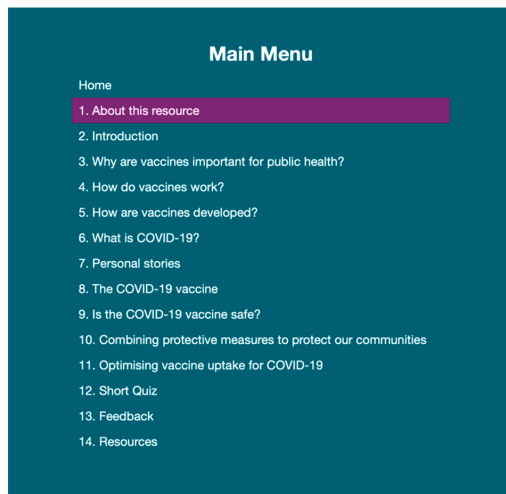 Main Menu
Home
1. About this resource
2. Introduction
3. Why are vaccines important for public health?
4. How do vaccines work?
5. How are vaccines developed?
6. What is COVID-19?
7. Personal stories
8. The COVID-19 vaccine
9. Is the COVID-19 vaccine safe?
10. Combining protective measures to protect our communities
11. Optimising vaccine uptake for COVID-19
12. Short Quiz
13. Feedback
14. Resources